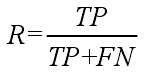 R = TP / (TP+FN)